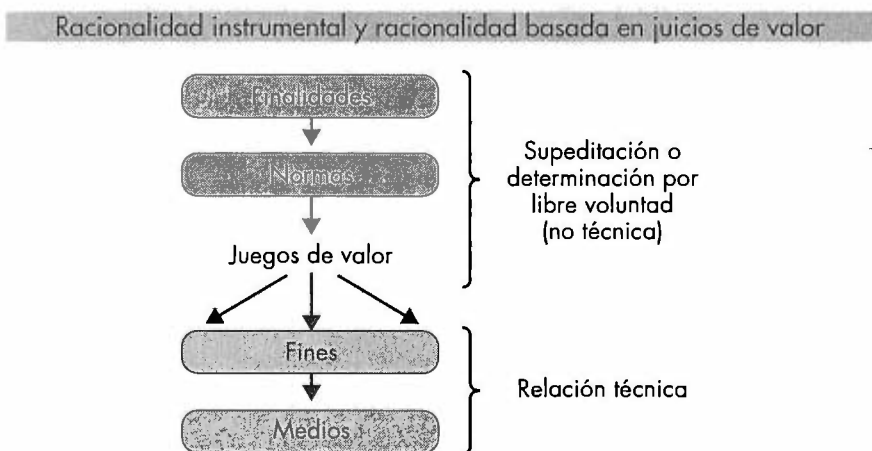 Racionalidad instrumental y racionalidad basada en juicios de valor
Finalidades
Normas
Juegos de valor
Supeditación o
determinación por
libre voluntad
(no técnica)
Fines
Medios
Relación técnica